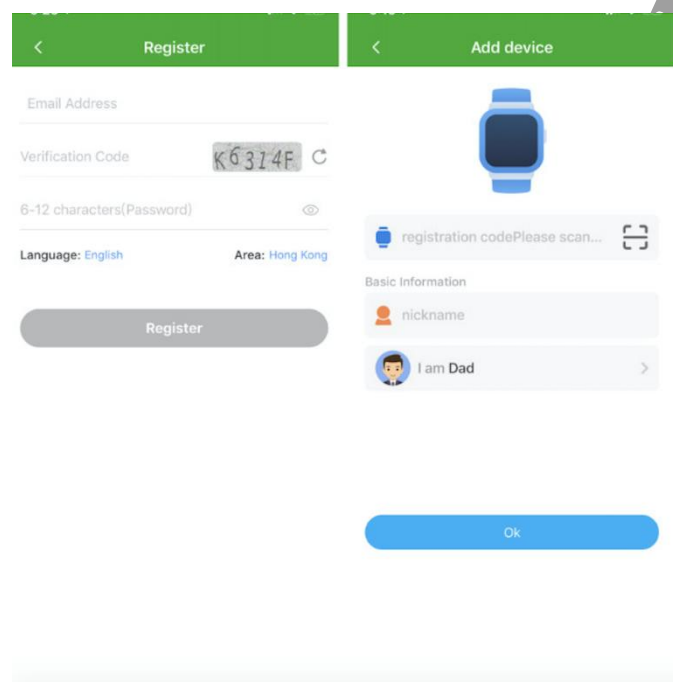 Register
Email Address
Verification Code
K6314F
6-12 characters(Password)
Language: English
Area: Hong Kong
Register
Add device
registration codePlease scan...
Basic Information
nickname
I am Dad
Ok